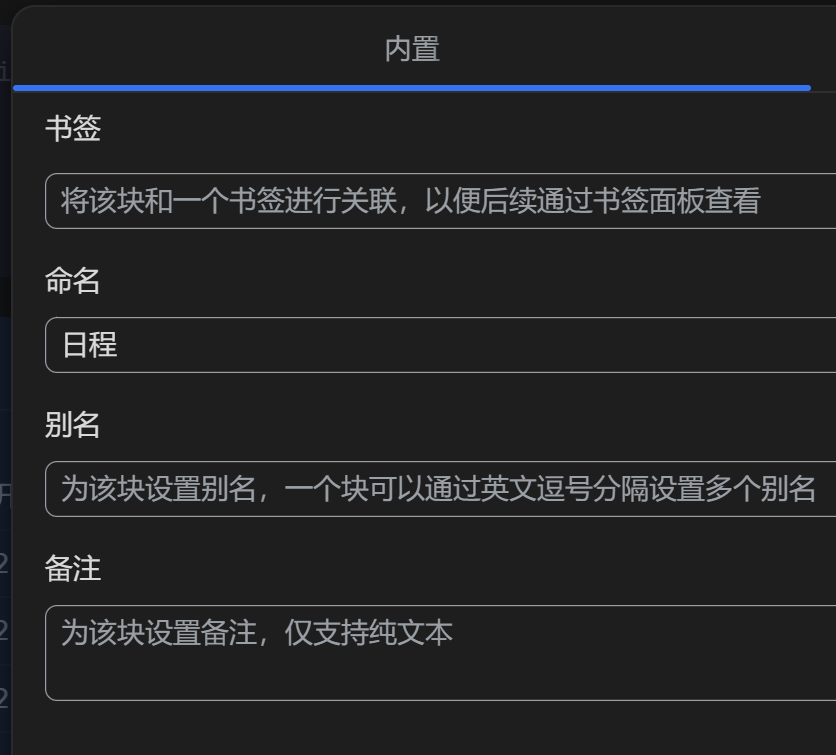 内置
书签
将该块和一个书签进行关联，以便后续通过书签面板查看
命名
日程
别名
为该块设置别名，一个块可以通过英文逗号分隔设置多个别名
备注
为该块设置备注，仅支持纯文本